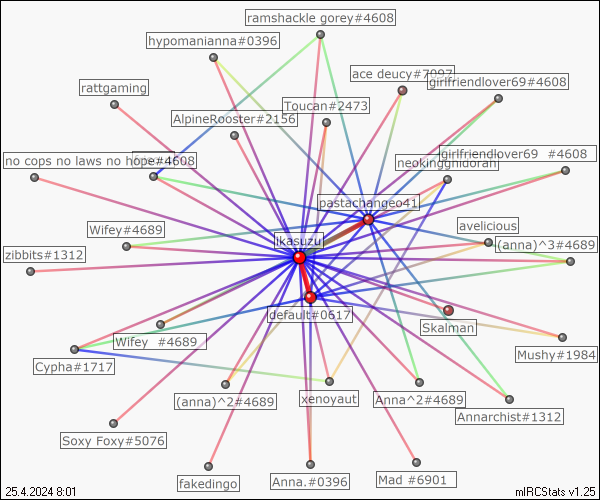 ramshackle gorey#4608
hypomanianna#0396
ace deucy#7097
girlfriendlover69#4608
rattgaming
Toucan#2473
AlpineRooster#2156
girlfriendlover69 #4608
no cops no laws no hope
#4608
neokingghidorah
pastachangeo41
avelicious
Wifey#4689
Ikasuzu
(anna)^3#4689
zibbits#1312
default#0617
Skalman
Wifey #4689
Mushy#1984
Cypha#1717
(anna)^2#4689
xenoyaut
Anna^2#4689
Annarchist#1312
Soxy Foxy#5076
fakedingo
Anna.#0396
Mad #6901
25.4.2024 8:01
mIRCStats v1.25